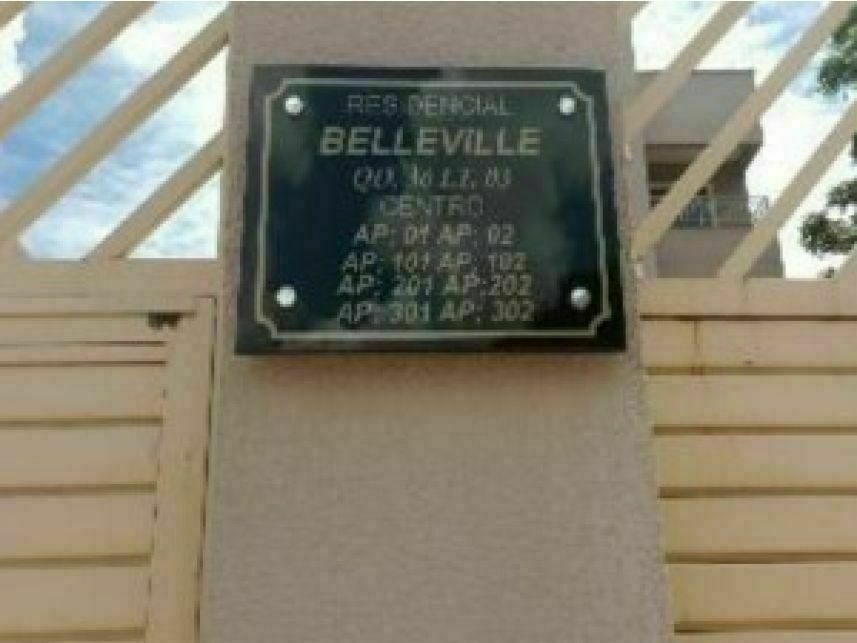 RESIDENCIAL
BELLEVILLE
QD. 36 LT. 03
CENTRO
AP: 01 AP: 02
AP: 101 AP: 102
AP: 201 AP: 202
AP: 301 AP: 302